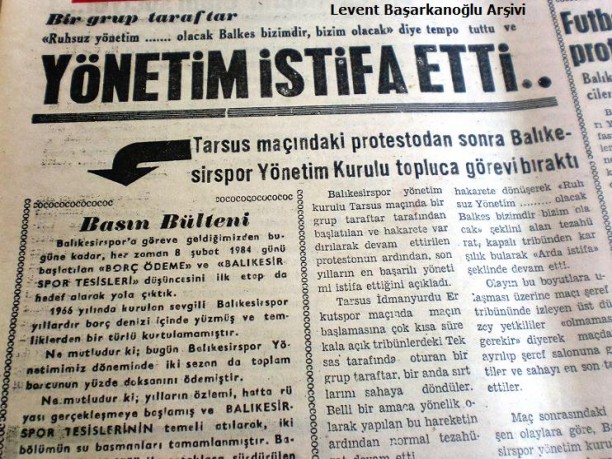 Levent Başarkanoğlu Arşivi
Bir grup taraftar
«Ruhsuz yönetim ....... olacak Balkes bizimdir, bizim olacak» diye tempo tuttu ve
YÖNETİM İSTİFA ETTİ..
Tarsus maçındaki protestodan sonra Balıke-
sirspor Yönetim Kurulu topluca görevi bıraktı
Basın Bülteni
Balıkesirspor'a göreve geldiğimizden bu-
güne kadar, her zaman 8 şubat 1984 günü
başlatılan «BORÇ ÖDEME» ve «BALIKESİR
SPOR TESİSLERİ» düşüncesini ilk etap da
hedef alarak yola çıktık.
1966 yılında kurulan sevgili Balıkesirspor
yıllardır borç denizi içinde yüzmüş ve tem-
liklerden bir türlü kurtulamamıştır.
Ne mutludur ki; bugün Balıkesirspor Yö-
netimimiz döneminde iki sezon da toplam
borcunun yüzde doksanını ödemiştir.
Ne mutludur ki; yılların özlemi, hatta rü
yası gerçekleşmeye başlamış ve BALIKESİR-
SPOR TESİSLERİNİN temeli atılarak, iki
bölümün su basmanları tamamlanmıştır. Ba-
sürdürülen
Balıkesirspor yönetim
kurulu Tarsus maçında bir
grup taraftar tarafından
başlatılan ve hakarete var
dırılarak devam ettirilen
protestonun ardından, son
yılların en başarılı yöneti
mi istifa ettiğini açıkladı.
Tarsus İdmanyurdu Er
kutspor maçında maçın
başlamasına çok kısa süre
kala açık tribünlerdeki Tek
sas tarafında oturan bir
grup taraftar, bir anda sırt
larını sahaya döndüler.
Belli bir amaca yönelik o-
larak yapılan bu hareketin
ardından normal tezahü-
rat devam etti.
hakarete dönüşerek «Ruh
suz Yönetim ......... olacak
Balkes bizimdir bizim ola-
cak» şeklini alan tezahü
rat, kapalı tribünden kar
şılık bularak «Arda istifa»
şeklinde devam etti.
Olayın bu boyutlara u-
laşması üzerine maçı şeref
tribününde izleyen üst dü
zey yetkililer «olmaması
gerekir» diyerek maçdan
ayrılıp şeref salonuna
ler ve sahayı en son
ettiler.
Maç sonrasındaki
şen olaylara göre,
Futb
prot